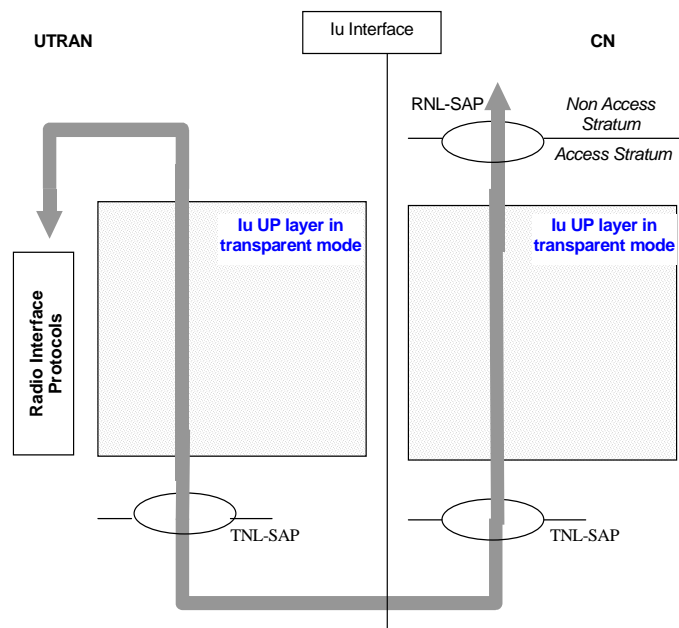 Iu Interface
UTRAN
CN
RNL-SAP
Non Access
Stratum
Access Stratum
Iu UP layer in
transparent mode
Iu UP layer in
transparent mode
Radio Interface
Protocols
TNL-SAP
TNL-SAP